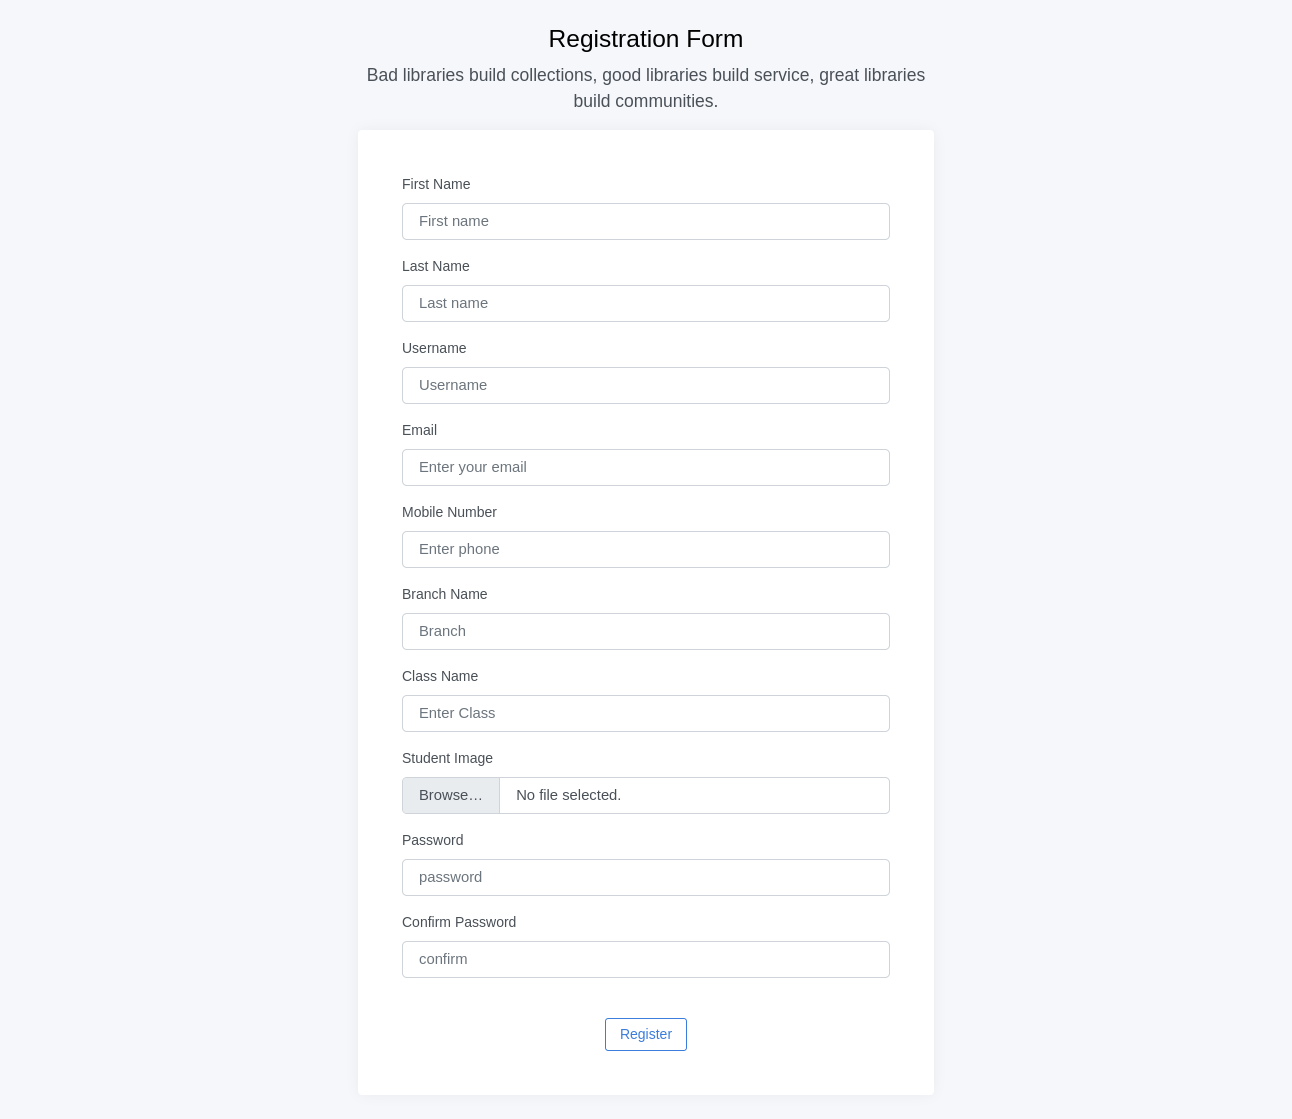 Registration Form
Bad libraries build collections, good libraries build service, great libraries
build communities.
First Name
First name
Last Name
Last name
Username
Username
Email
Enter your email
Mobile Number
Enter phone
Branch Name
Branch
Class Name
Enter Class
Student Image
Browse… No file selected.
Password
password
Confirm Password
confirm
Register